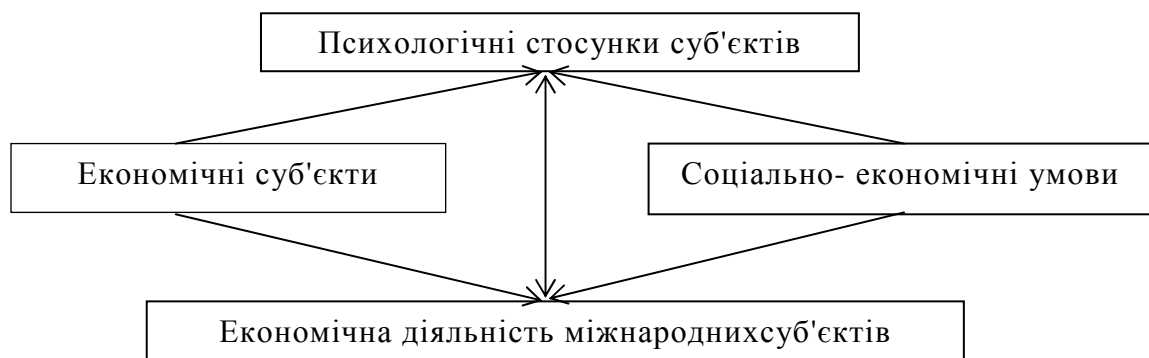 Психологічні стосунки суб'єктів
Економічні суб'єкти
Соціально- економічні умови
Економічна діяльність міжнароднихсуб'єктів